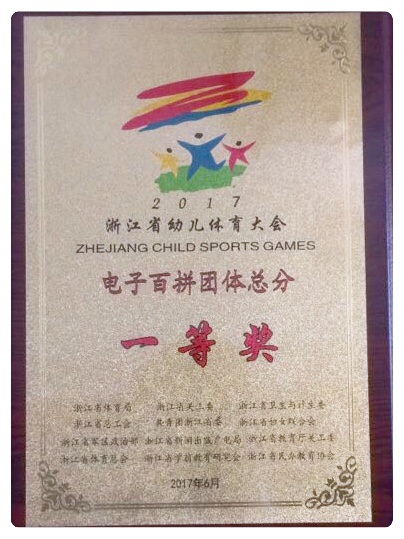 2017
浙江省幼儿体育大会
ZHEJIANG CHILD SPORTS GAMES
电子百拼团体总分
一等奖
浙江省体育局 浙江省关工委 浙江省卫生与计生委
浙江省总工会 共青团浙江省委 浙江省妇女联合会
浙江省军区政治部 浙江省新闻出版广电局 浙江省教育厅关工委
浙江省体育总会 浙江省学前教育研究会 浙江省民办教育协会
2017年6月